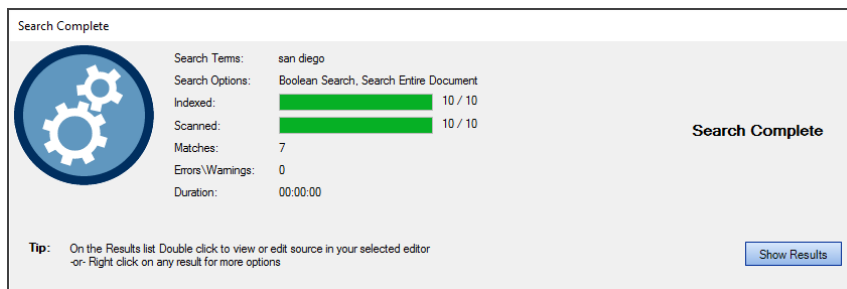 Search Complete
Search Terms: san diego
Search Options: Boolean Search, Search Entire Document
Indexed: 10 / 10
Scanned: 10 / 10
Search Complete
Matches: 7
Errors\Warnings: 0
Duration: 00:00:00
Tip: On the Results list Double click to view or edit source in your selected editor
-or- Right click on any result for more options
Show Results